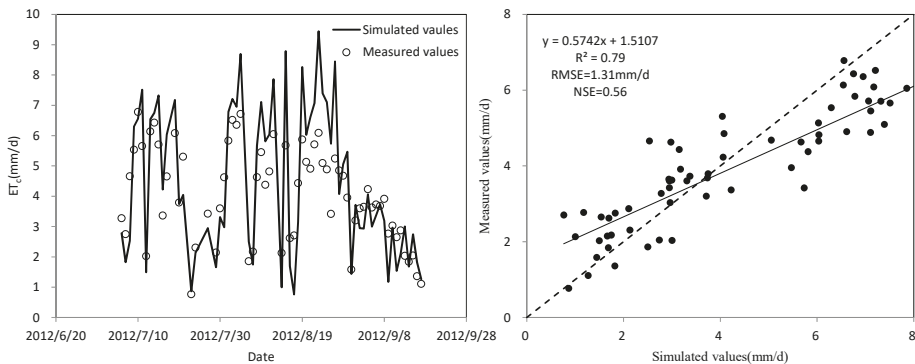 10
9
8
7
6
5
4
3
2
1
0
ETc(mm/d)
Simulated vaules
Measured values
2012/6/20 2012/7/10 2012/7/30 2012/8/19 2012/9/8 2012/9/28
Date
8
6
4
2
0
Measured values(mm/d)
y = 0.5742x + 1.5107
R² = 0.79
RMSE=1.31mm/d
NSE=0.56
0 2 4 6 8
Simulated values(mm/d)